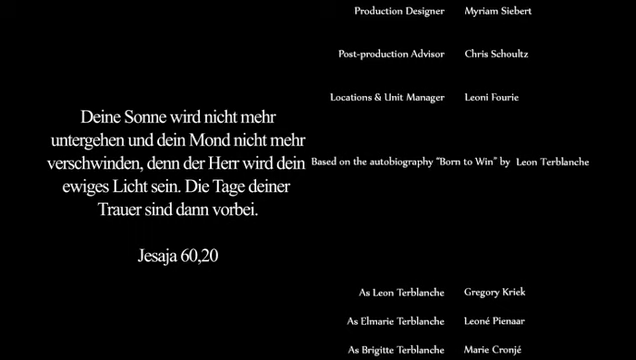 Deine Sonne wird nicht mehr
untergehen und dein Mond nicht mehr
verschwinden, denn der Herr wird dein
ewiges Licht sein. Die Tage deiner
Trauer sind dann vorbei.
Jesaja 60,20
Production Designer Myriam Siebert
Post-production Advisor Chris Schoultz
Locations & Unit Manager Leoni Fourie
Based on the autobiography “Born to Win” by Leon Terblanche
As Leon Terblanche Gregory Kriek
As Elmarie Terblanche Leoné Pienaar
As Brigitte Terblanche Marie Cronjé